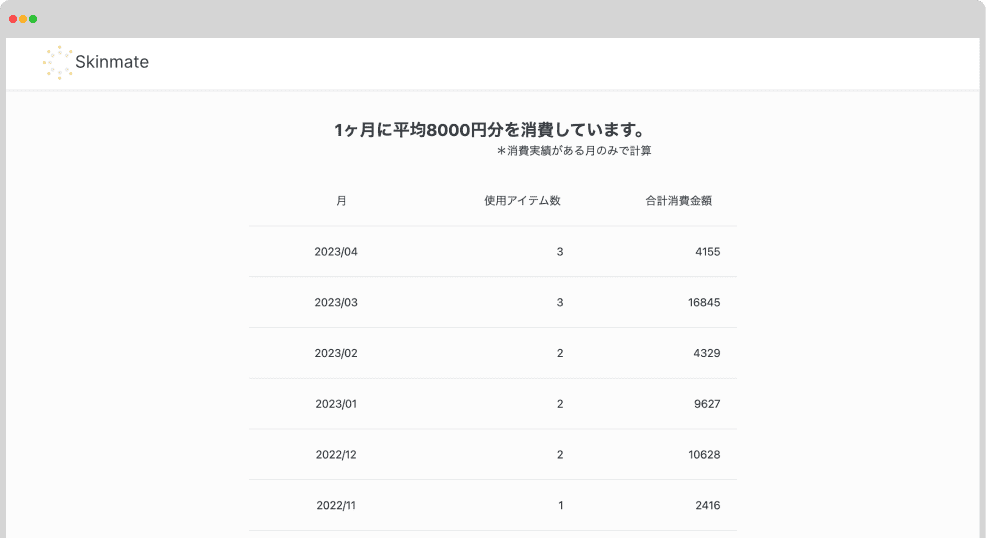 Skinmate
1ヶ月に平均8000円分を消費しています。
＊消費実績がある月のみで計算
月 使用アイテム数 合計消費金額
2023/04 3 4155
2023/03 3 16845
2023/02 2 4329
2023/01 2 9627
2022/12 2 10628
2022/11 1 2416